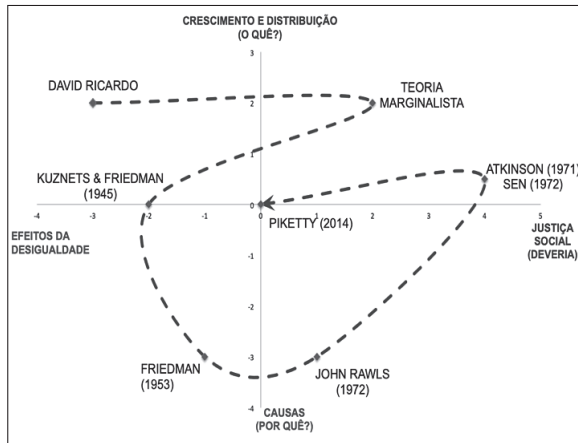 CRESCIMENTO E DISTRIBUIÇÃO
(O QUÊ?)
3
DAVID RICARDO
TEORIA
MARGINALISTA
2
1
KUZNETS & FRIEDMAN
(1945)
ATKINSON (1971)
SEN (1972)
0
-4 -3 -2 -1 0 1 2 3 4 5
PIKETTY (2014)
EFEITOS DA
DESIGUALDADE
JUSTIÇA
SOCIAL
(DEVERIA)
-1
-2
-3
FRIEDMAN
(1953)
JOHN RAWLS
(1972)
-4
CAUSAS
(POR QUÊ?)